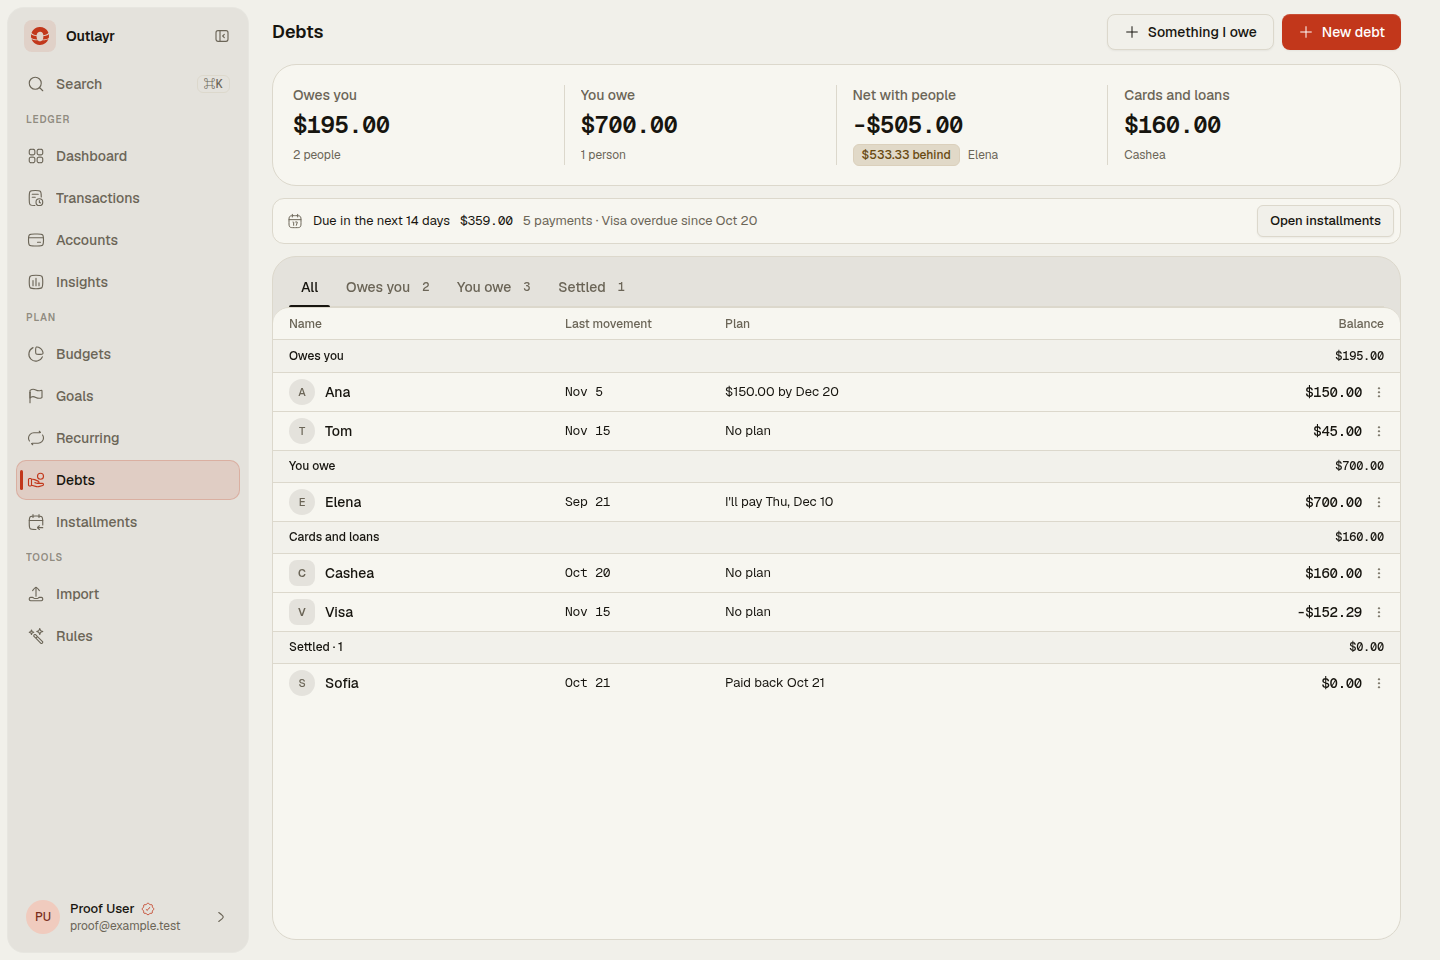 Outlayr
Search ⌘K
LEDGER
Dashboard
Transactions
Accounts
Insights
PLAN
Budgets
Goals
Recurring
Debts
Installments
TOOLS
Import
Rules
PU Proof User
proof@example.test
Debts
Something I owe
New debt
Owes you
$195.00
2 people
You owe
$700.00
1 person
Net with people
-$505.00
$533.33 behind Elena
Cards and loans
$160.00
Cashea
17 Due in the next 14 days $359.00 5 payments · Visa overdue since Oct 20
Open installments
All Owes you 2 You owe 3 Settled 1
Name Last movement Plan Balance
Owes you $195.00
A Ana Nov 5 $150.00 by Dec 20 $150.00
T Tom Nov 15 No plan $45.00
You owe $700.00
E Elena Sep 21 I'll pay Thu, Dec 10 $700.00
Cards and loans $160.00
C Cashea Oct 20 No plan $160.00
V Visa Nov 15 No plan -$152.29
Settled · 1 $0.00
S Sofia Oct 21 Paid back Oct 21 $0.00